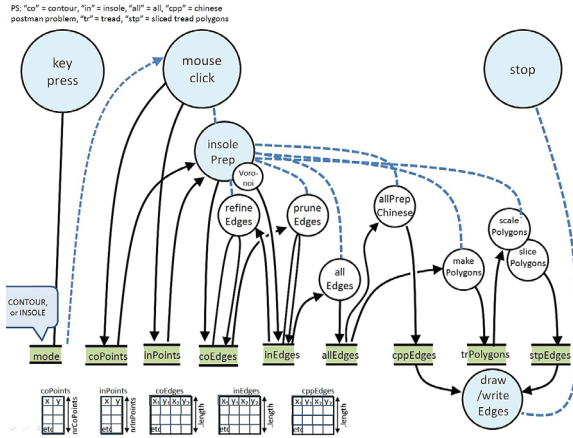 PS: “co” = contour, “in” = insole, “all” = all, “cpp” = chinese
postman problem, “tr” = tread, “stp” = sliced tread polygons
key
press
mouse
click
stop
insole
Prep
Voro-
noi
refine
Edges
prune
Edges
allPrep
Chinese
scale
Polygons
slice
Polygons
make
Polygons
all
Edges
CONTOUR,
or INSOLE
mode
coPoints
inPoints
coEdges
inEdges
allEdges
cppEdges
trPolygons
stpEdges
draw
/write
Edges
coPoints
x y
etc
nrCoPoints
inPoints
x y
etc
nrInPoints
coEdges
x₁ y₁ x₂ y₂
etc
.length
inEdges
x₁ y₁ x₂ y₂
etc
.length
cppEdges
x₁ y₁ x₂ y₂
etc
.length